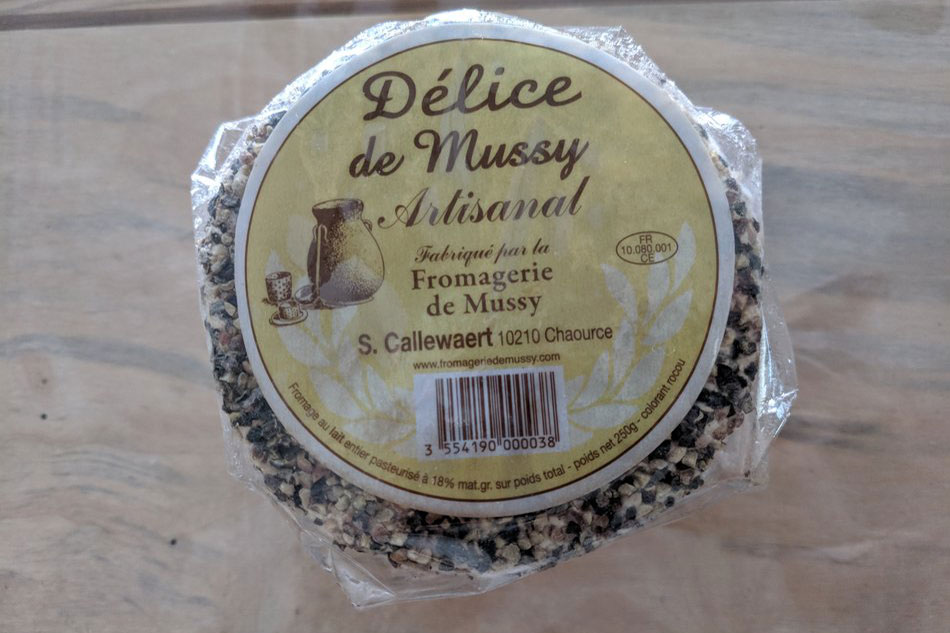 Délice
de Mussy
Artisanal
Fabriqué par la
Fromagerie
de Mussy
FR
10.080.001
CE
S. Callewaert 10210 Chaource
www.fromageriedemussy.com
3 554190 000038
Fromage au lait entier pasteurisé à 18% mat.gr. sur poids total - poids net 250g - colorant rocou